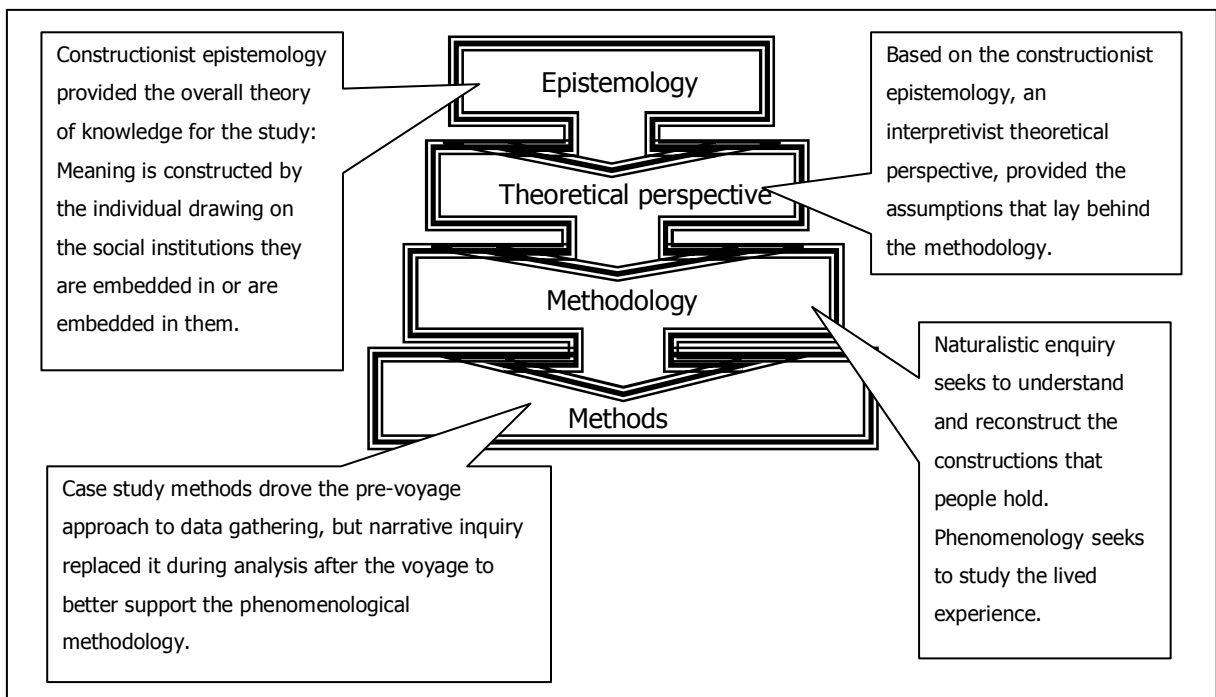 Constructionist epistemology
provided the overall theory
of knowledge for the study:
Meaning is constructed by
the individual drawing on
the social institutions they
are embedded in or are
embedded in them.
Epistemology
Based on the constructionist
epistemology, an
interpretivist theoretical
perspective, provided the
assumptions that lay behind
the methodology.
Theoretical perspective
Methodology
Naturalistic enquiry
seeks to understand
and reconstruct the
constructions that
people hold.
Phenomenology seeks
to study the lived
experience.
Methods
Case study methods drove the pre-voyage
approach to data gathering, but narrative inquiry
replaced it during analysis after the voyage to
better support the phenomenological
methodology.